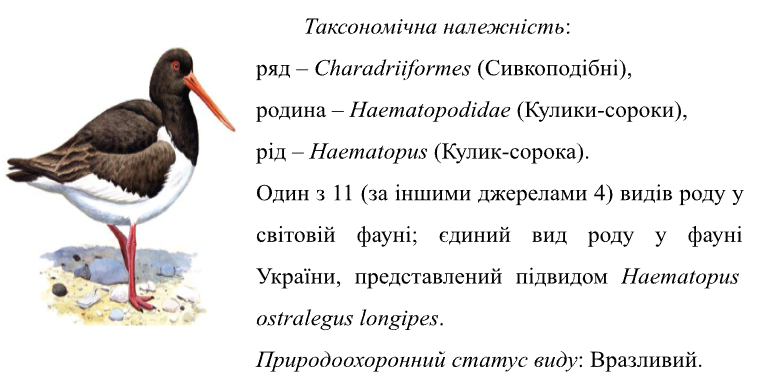 Таксономічна належність:
ряд – Charadriiformes (Сивкоподібні),
родина – Haematopodidae (Кулики-сороки),
рід – Haematopus (Кулик-сорока).
Один з 11 (за іншими джерелами 4) видів роду у
світовій фауні; єдиний вид роду у фауні
України, представлений підвидом Haematopus
ostralegus longipes.
Природоохоронний статус виду: Вразливий.